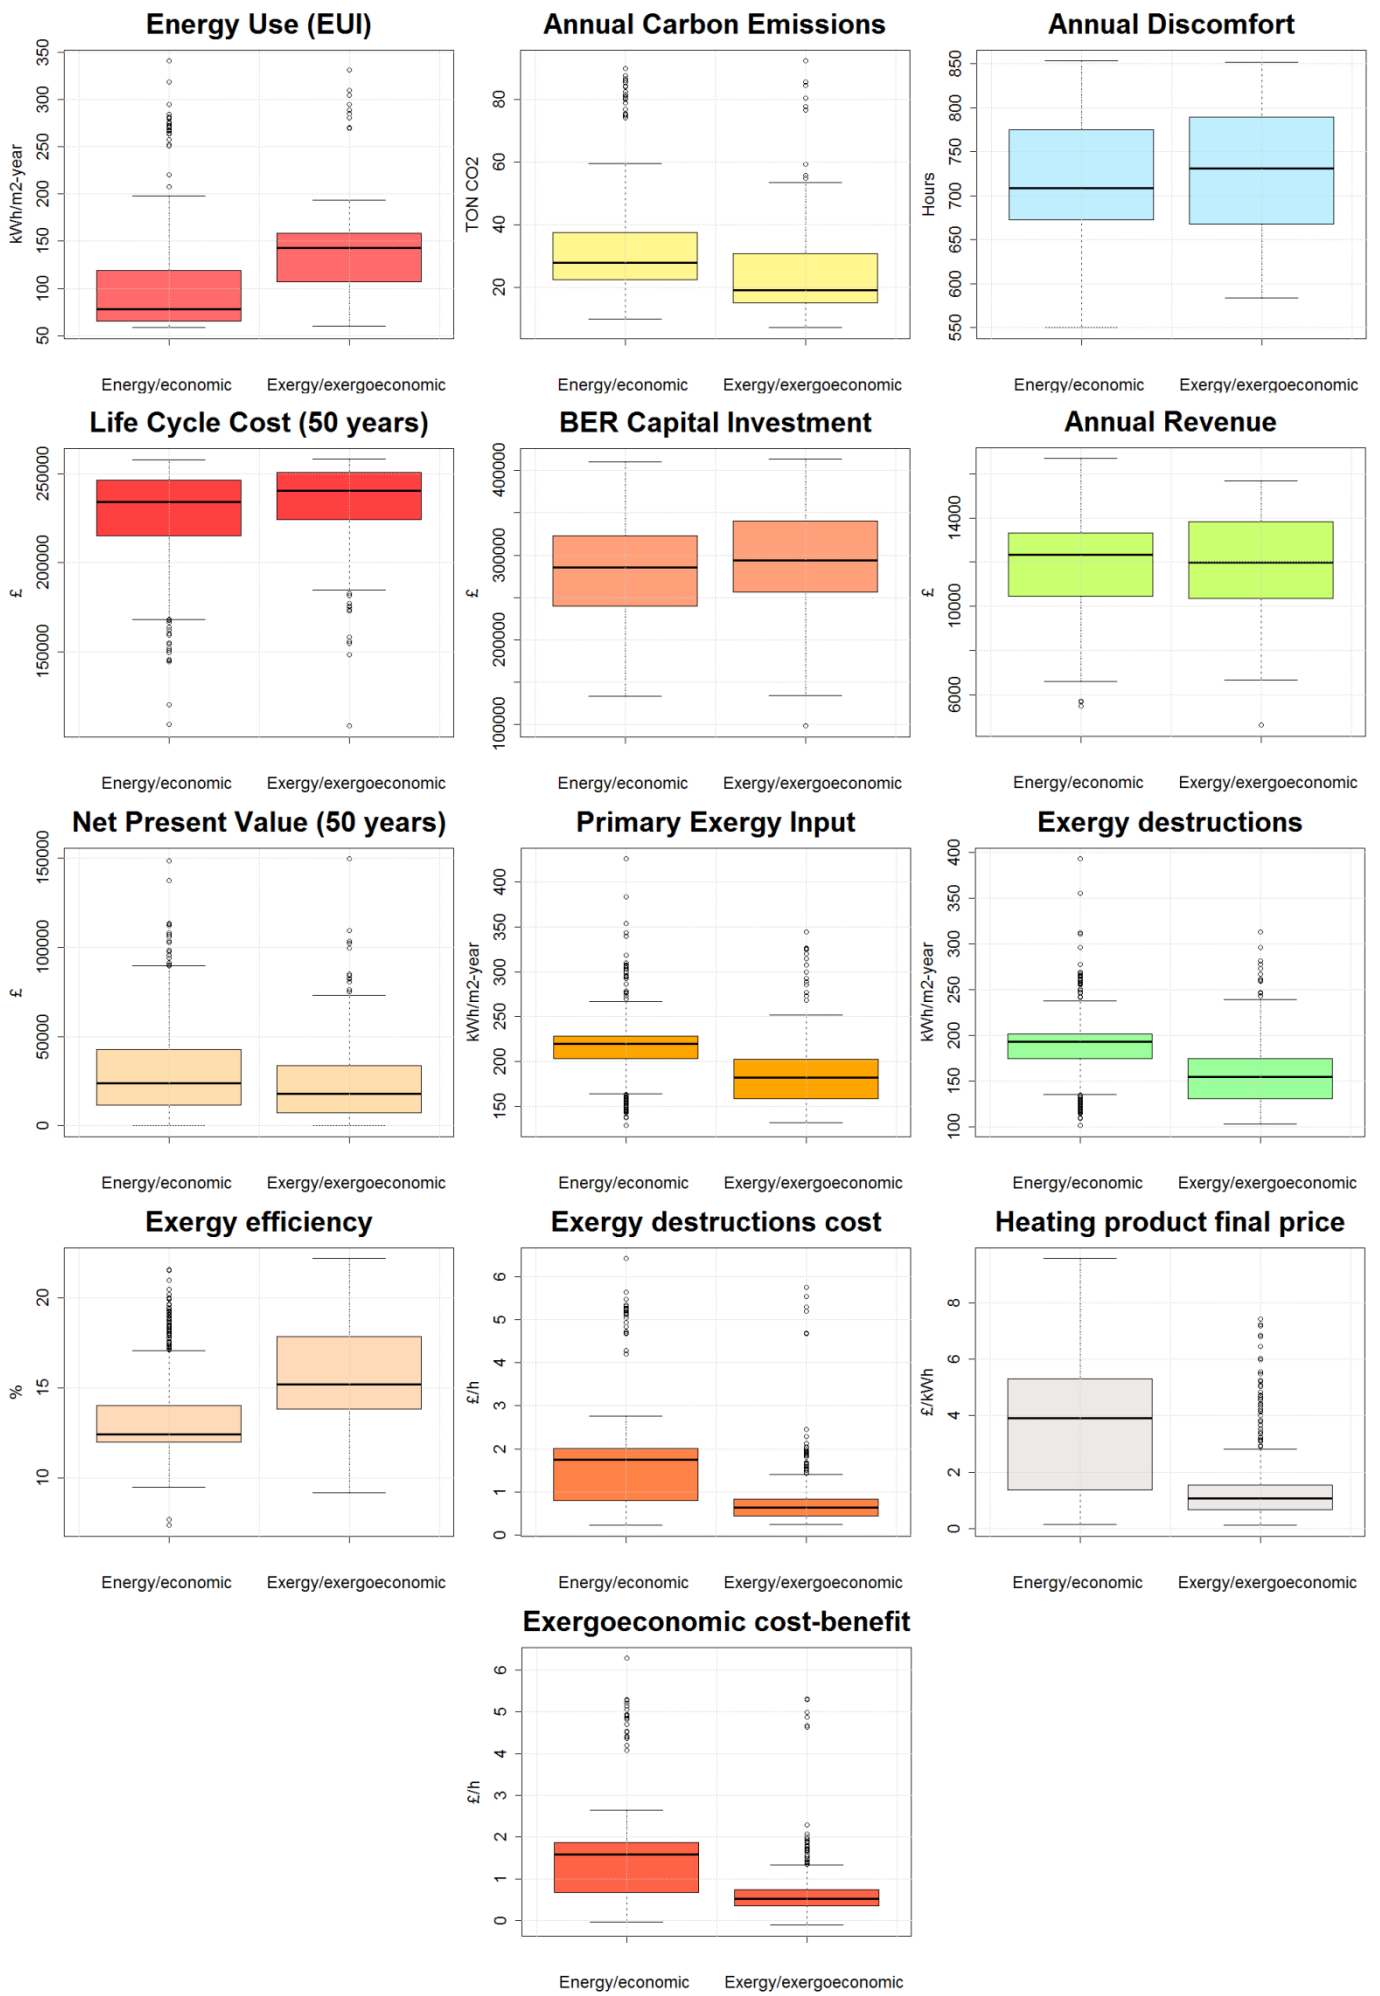 Energy Use (EUI)
Annual Carbon Emissions
Annual Discomfort
kWh/m2-year
50
100
150
200
250
300
350
Energy/economic
Exergy/exergoeconomic
TON CO2
20
40
60
80
Energy/economic
Exergy/exergoeconomic
Hours
550
600
650
700
750
800
850
Energy/economic
Exergy/exergoeconomic
Life Cycle Cost (50 years)
BER Capital Investment
Annual Revenue
£
150000
200000
250000
Energy/economic
Exergy/exergoeconomic
£
100000
200000
300000
400000
Energy/economic
Exergy/exergoeconomic
£
6000
10000
14000
Energy/economic
Exergy/exergoeconomic
Net Present Value (50 years)
Primary Exergy Input
Exergy destructions
£
0
50000
100000
150000
Energy/economic
Exergy/exergoeconomic
kWh/m2-year
150
200
250
300
350
400
Energy/economic
Exergy/exergoeconomic
kWh/m2-year
100
150
200
250
300
350
400
Energy/economic
Exergy/exergoeconomic
Exergy efficiency
Exergy destructions cost
Heating product final price
%
10
15
20
Energy/economic
Exergy/exergoeconomic
£/h
0
1
2
3
4
5
6
Energy/economic
Exergy/exergoeconomic
£/kWh
0
2
4
6
8
Energy/economic
Exergy/exergoeconomic
Exergoeconomic cost-benefit
£/h
0
1
2
3
4
5
6
Energy/economic
Exergy/exergoeconomic